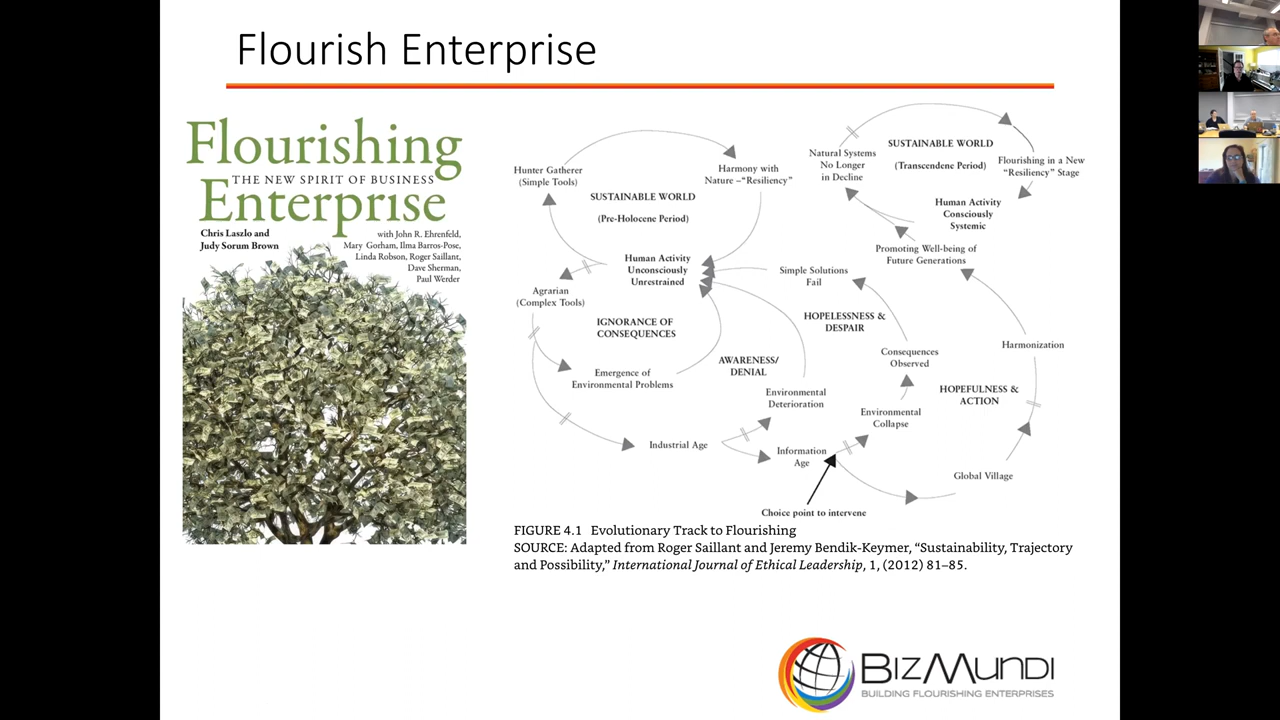 Flourish Enterprise
Flourishing
THE NEW SPIRIT OF BUSINESS
Enterprise
Chris Laszlo and
Judy Sorum Brown
with John R. Ehrenfeld,
Mary Gorham, Ilma Barros-Pose,
Linda Robson, Roger Saillant,
Dave Sherman,
Paul Werder
Hunter Gatherer
(Simple Tools)
Harmony with
Nature –“Resiliency”
SUSTAINABLE WORLD
(Pre-Holocene Period)
Human Activity
Unconsciously
Unrestrained
Agrarian
(Complex Tools)
IGNORANCE OF
CONSEQUENCES
Emergence of
Environmental Problems
AWARENESS/
DENIAL
Environmental
Deterioration
Industrial Age
Information
Age
Choice point to intervene
Natural Systems
No Longer
in Decline
SUSTAINABLE WORLD
(Transcendene Period)
Flourishing in a New
“Resiliency” Stage
Human Activity
Consciously
Systemic
Promoting Well-being of
Future Generations
Simple Solutions
Fail
HOPELESSNESS &
DESPAIR
Consequences
Observed
Environmental
Collapse
Harmonization
HOPEFULNESS &
ACTION
Global Village
FIGURE 4.1 Evolutionary Track to Flourishing
SOURCE: Adapted from Roger Saillant and Jeremy Bendik-Keymer, “Sustainability, Trajectory
and Possibility,” International Journal of Ethical Leadership, 1, (2012) 81–85.
BIZMUNDI
BUILDING FLOURISHING ENTERPRISES